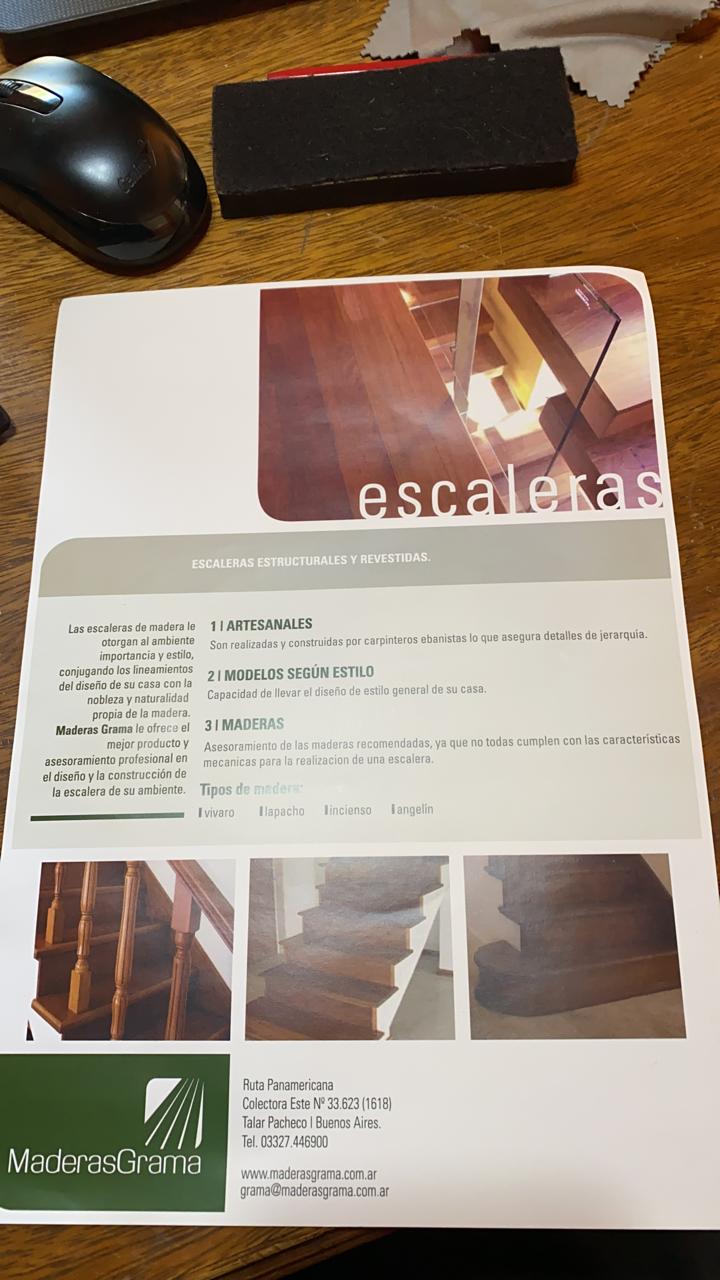 escaleras
ESCALERAS ESTRUCTURALES Y REVESTIDAS.
Las escaleras de madera le
otorgan al ambiente
importancia y estilo,
conjugando los lineamientos
del diseño de su casa con la
nobleza y naturalidad
propia de la madera.
Maderas Grama le ofrece el
mejor producto y
asesoramiento profesional en
el diseño y la construcción de
la escalera de su ambiente.
1 | ARTESANALES
Son realizadas y construidas por carpinteros ebanistas lo que asegura detalles de jerarquía.
2 | MODELOS SEGÚN ESTILO
Capacidad de llevar el diseño de estilo general de su casa.
3 | MADERAS
Asesoramiento de las maderas recomendadas, ya que no todas cumplen con las características
mecanicas para la realizacion de una escalera.
Tipos de madera:
vivaro lapacho incienso angelín
MaderasGrama
Ruta Panamericana
Colectora Este Nº 33.623 (1618)
Talar Pacheco | Buenos Aires.
Tel. 03327.446900
www.maderasgrama.com.ar
grama@maderasgrama.com.ar